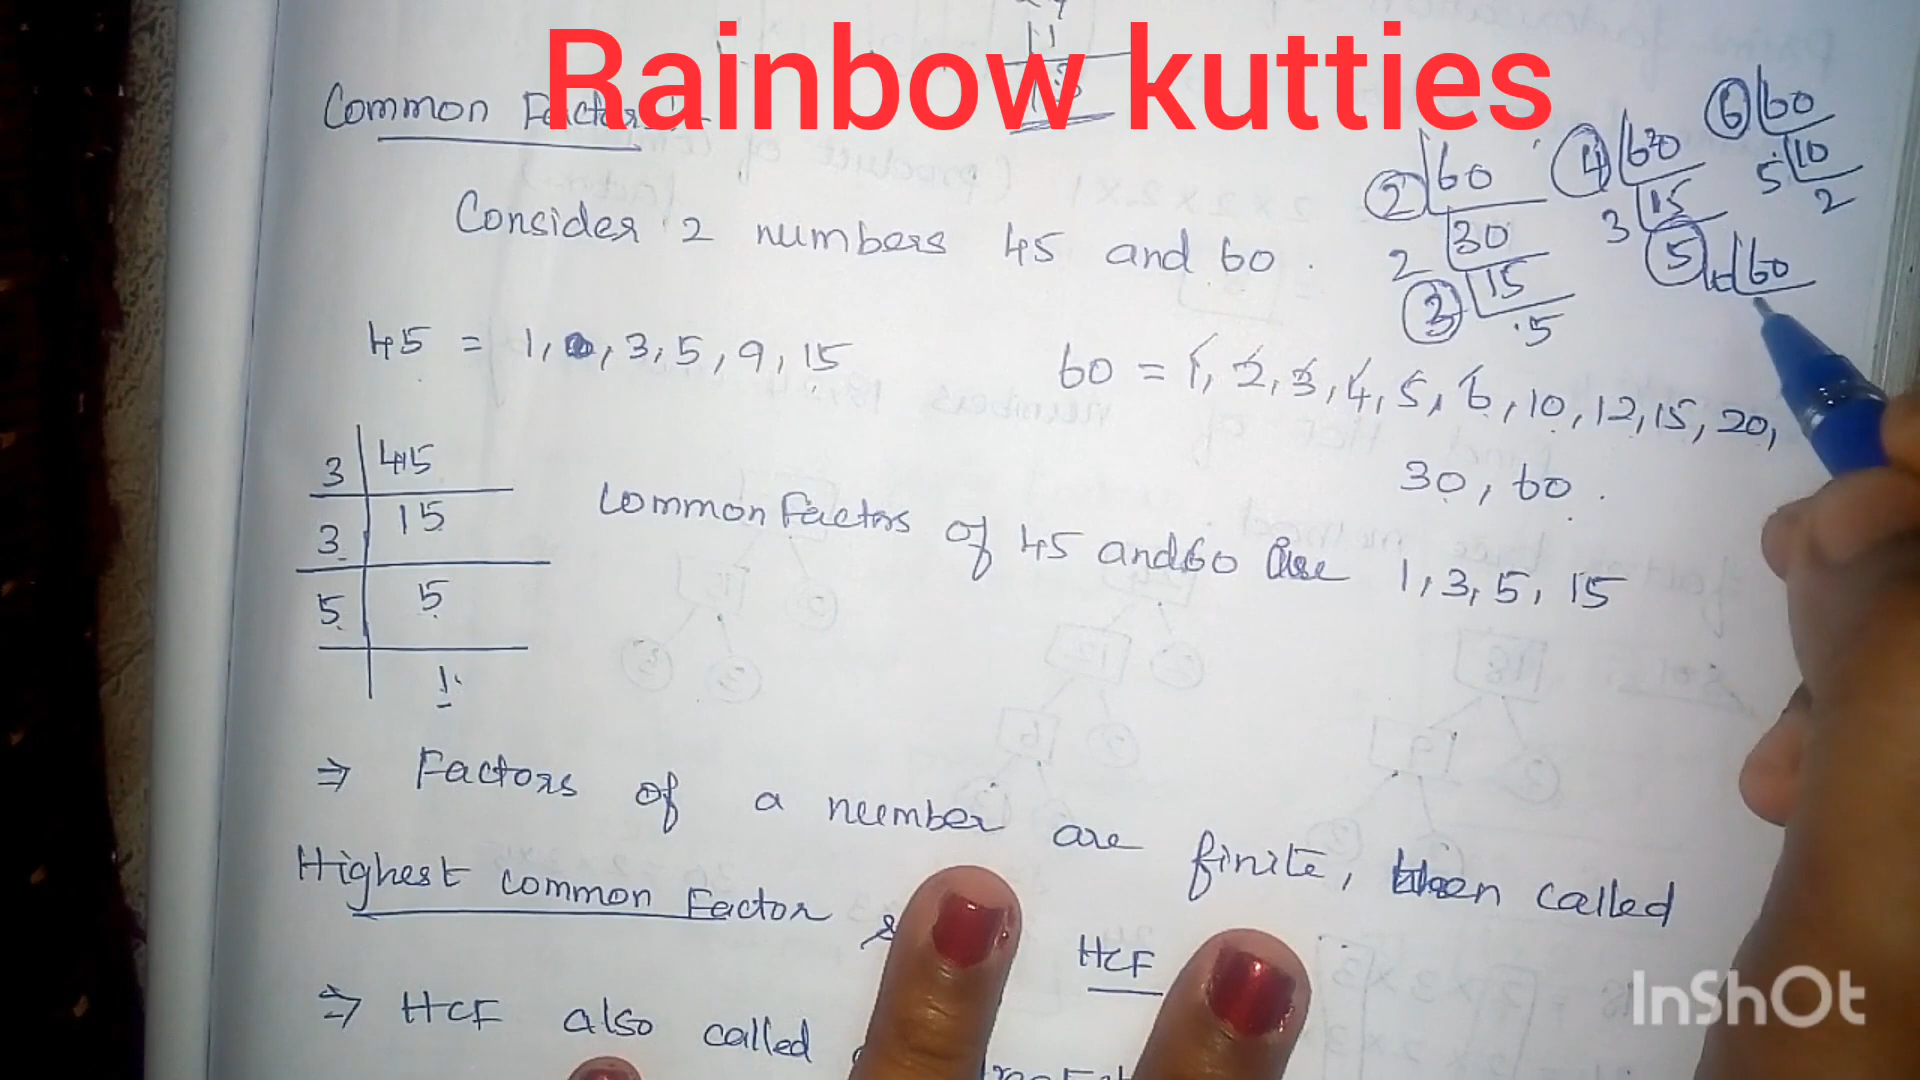 Rainbow kutties
Common Factors:-
Consider 2 numbers 45 and 60.
2 | 60
2 | 30
3 | 15
5
4 | 60
3 | 15
5
6 | 60
5 | 10
2
10 | 60
45 = 1, 3, 5, 9, 15
60 = 1, 2, 3, 4, 5, 6, 10, 12, 15, 20,
30, 60.
3 | 45
3 | 15
5 | 5
1
Common Factors of 45 and 60 are 1, 3, 5, 15
⇒ Factors of a number are finite, then called
Highest common Factor HCF
⇒ HCF also called
InShOt